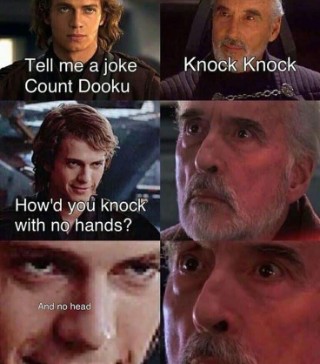 Tell me a joke
Count Dooku
Knock Knock
How'd you knock
with no hands?
And no head